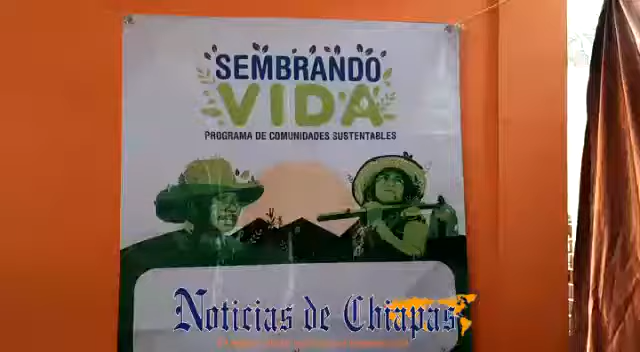 SEMBRANDO
VIDA
PROGRAMA DE COMUNIDADES SUSTENTABLES
Noticias de Chiapas